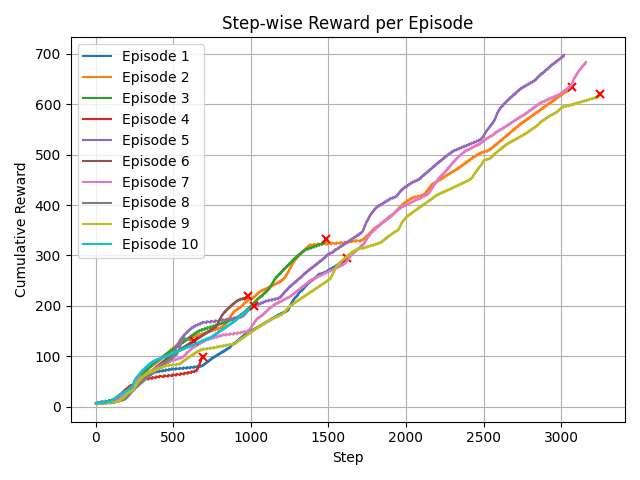 Step-wise Reward per Episode
Cumulative Reward
700
600
500
400
300
200
100
0
Episode 1
Episode 2
Episode 3
Episode 4
Episode 5
Episode 6
Episode 7
Episode 8
Episode 9
Episode 10
0 500 1000 1500 2000 2500 3000
Step